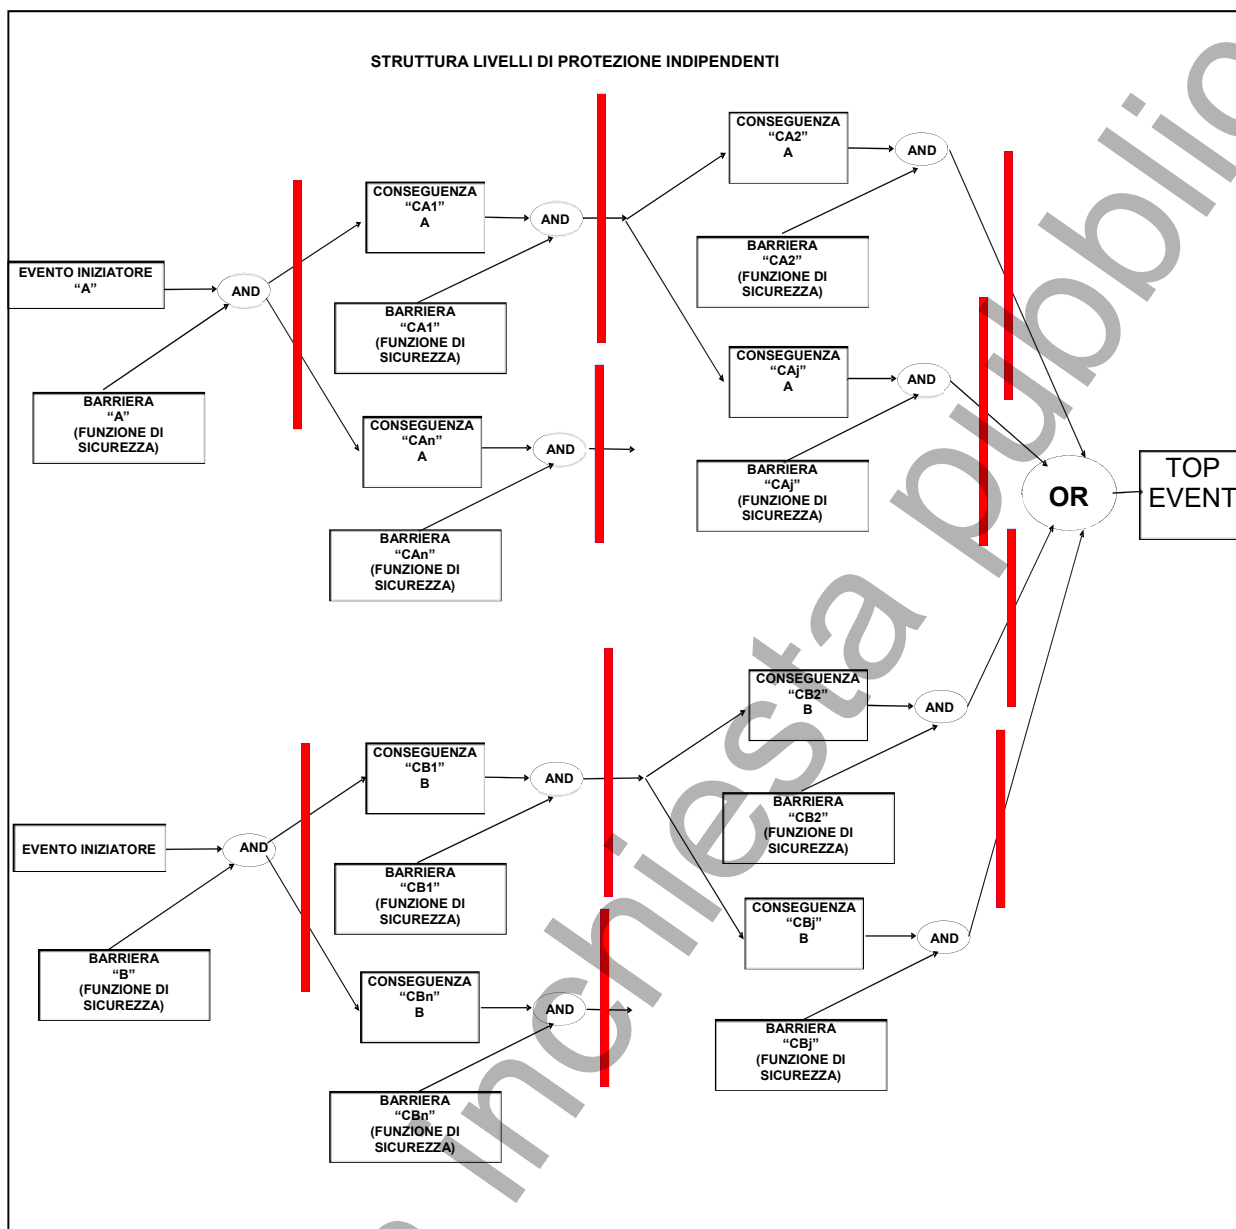 STRUTTURA LIVELLI DI PROTEZIONE INDIPENDENTI
CONSEGUENZA
“CA2”
A
AND
CONSEGUENZA
“CA1”
A
AND
BARRIERA
“CA2”
(FUNZIONE DI
SICUREZZA)
EVENTO INIZIATORE
“A”
AND
BARRIERA
“CA1”
(FUNZIONE DI
SICUREZZA)
CONSEGUENZA
“CAj”
A
AND
BARRIERA
“A”
(FUNZIONE DI
SICUREZZA)
CONSEGUENZA
“CAn”
A
AND
BARRIERA
“CAj”
(FUNZIONE DI
SICUREZZA)
OR
TOP
EVENT
BARRIERA
“CAn”
(FUNZIONE DI
SICUREZZA)
CONSEGUENZA
“CB2”
B
AND
CONSEGUENZA
“CB1”
B
AND
BARRIERA
“CB2”
(FUNZIONE DI
SICUREZZA)
EVENTO INIZIATORE
AND
BARRIERA
“CB1”
(FUNZIONE DI
SICUREZZA)
CONSEGUENZA
“CBj”
B
AND
BARRIERA
“B”
(FUNZIONE DI
SICUREZZA)
CONSEGUENZA
“CBn”
B
AND
BARRIERA
“CBj”
(FUNZIONE DI
SICUREZZA)
BARRIERA
“CBn”
(FUNZIONE DI
SICUREZZA)
inchiesta